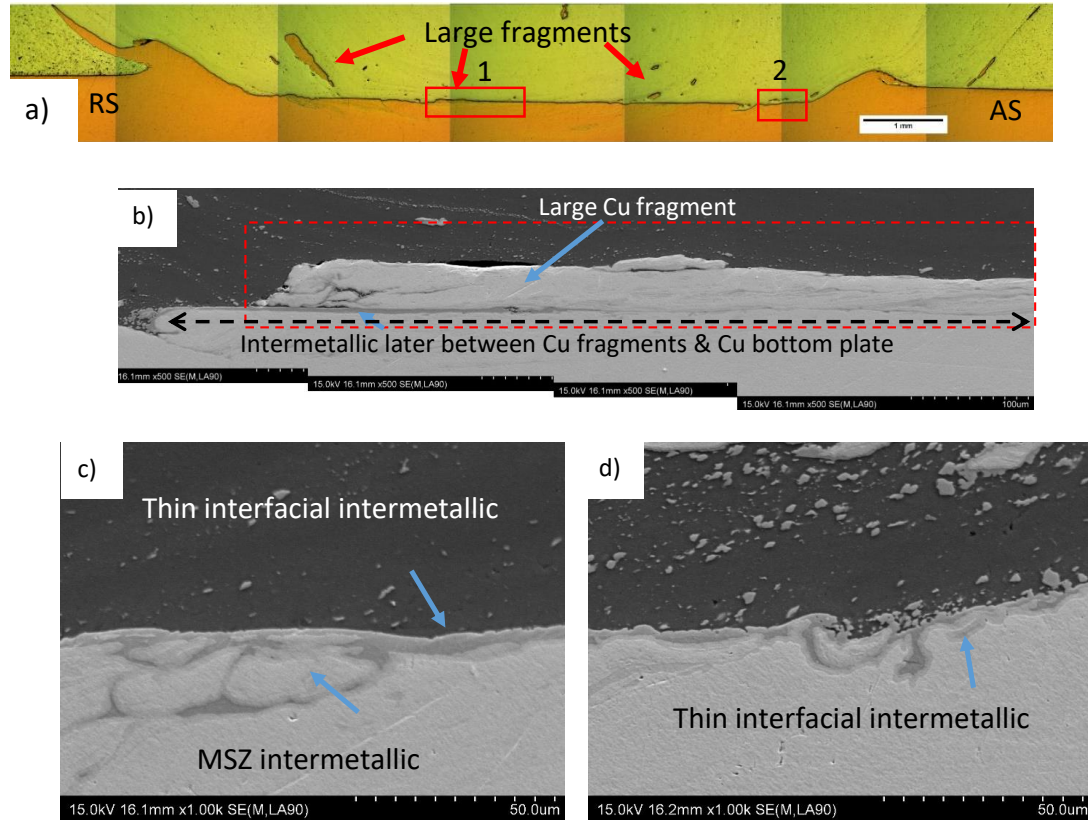 Large fragments
1
2
RS
AS
a)
1 mm
b)
Large Cu fragment
Intermetallic later between Cu fragments & Cu bottom plate
16.1mm x500 SE(M,LA90)
15.0kV 16.1mm x500 SE(M,LA90)
15.0kV 16.1mm x500 SE(M,LA90)
15.0kV 16.1mm x500 SE(M,LA90)
100um
c)
Thin interfacial intermetallic
MSZ intermetallic
15.0kV 16.1mm x1.00k SE(M,LA90)
50.0um
d)
Thin interfacial intermetallic
15.0kV 16.2mm x1.00k SE(M,LA90)
50.0um